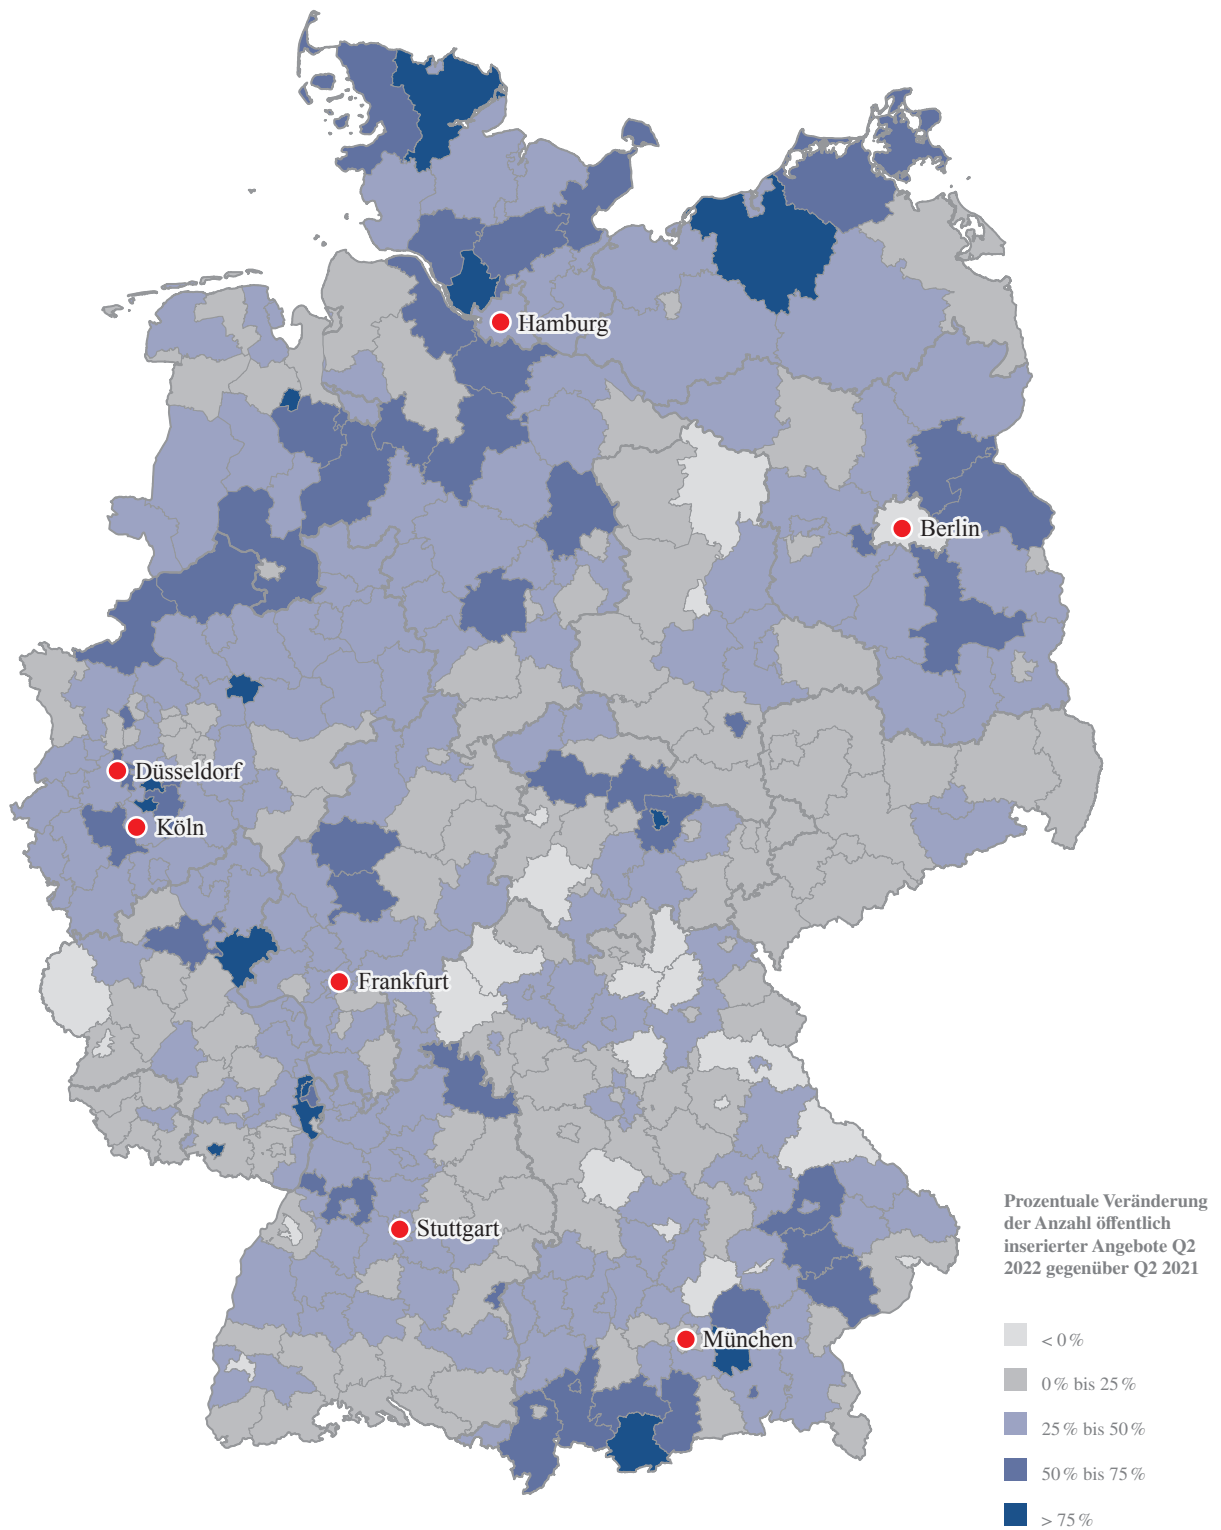 Hamburg
Berlin
Düsseldorf
Köln
Frankfurt
Stuttgart
München
Prozentuale Veränderung
der Anzahl öffentlich
inserierter Angebote Q2
2022 gegenüber Q2 2021
< 0 %
0 % bis 25 %
25 % bis 50 %
50 % bis 75 %
> 75 %